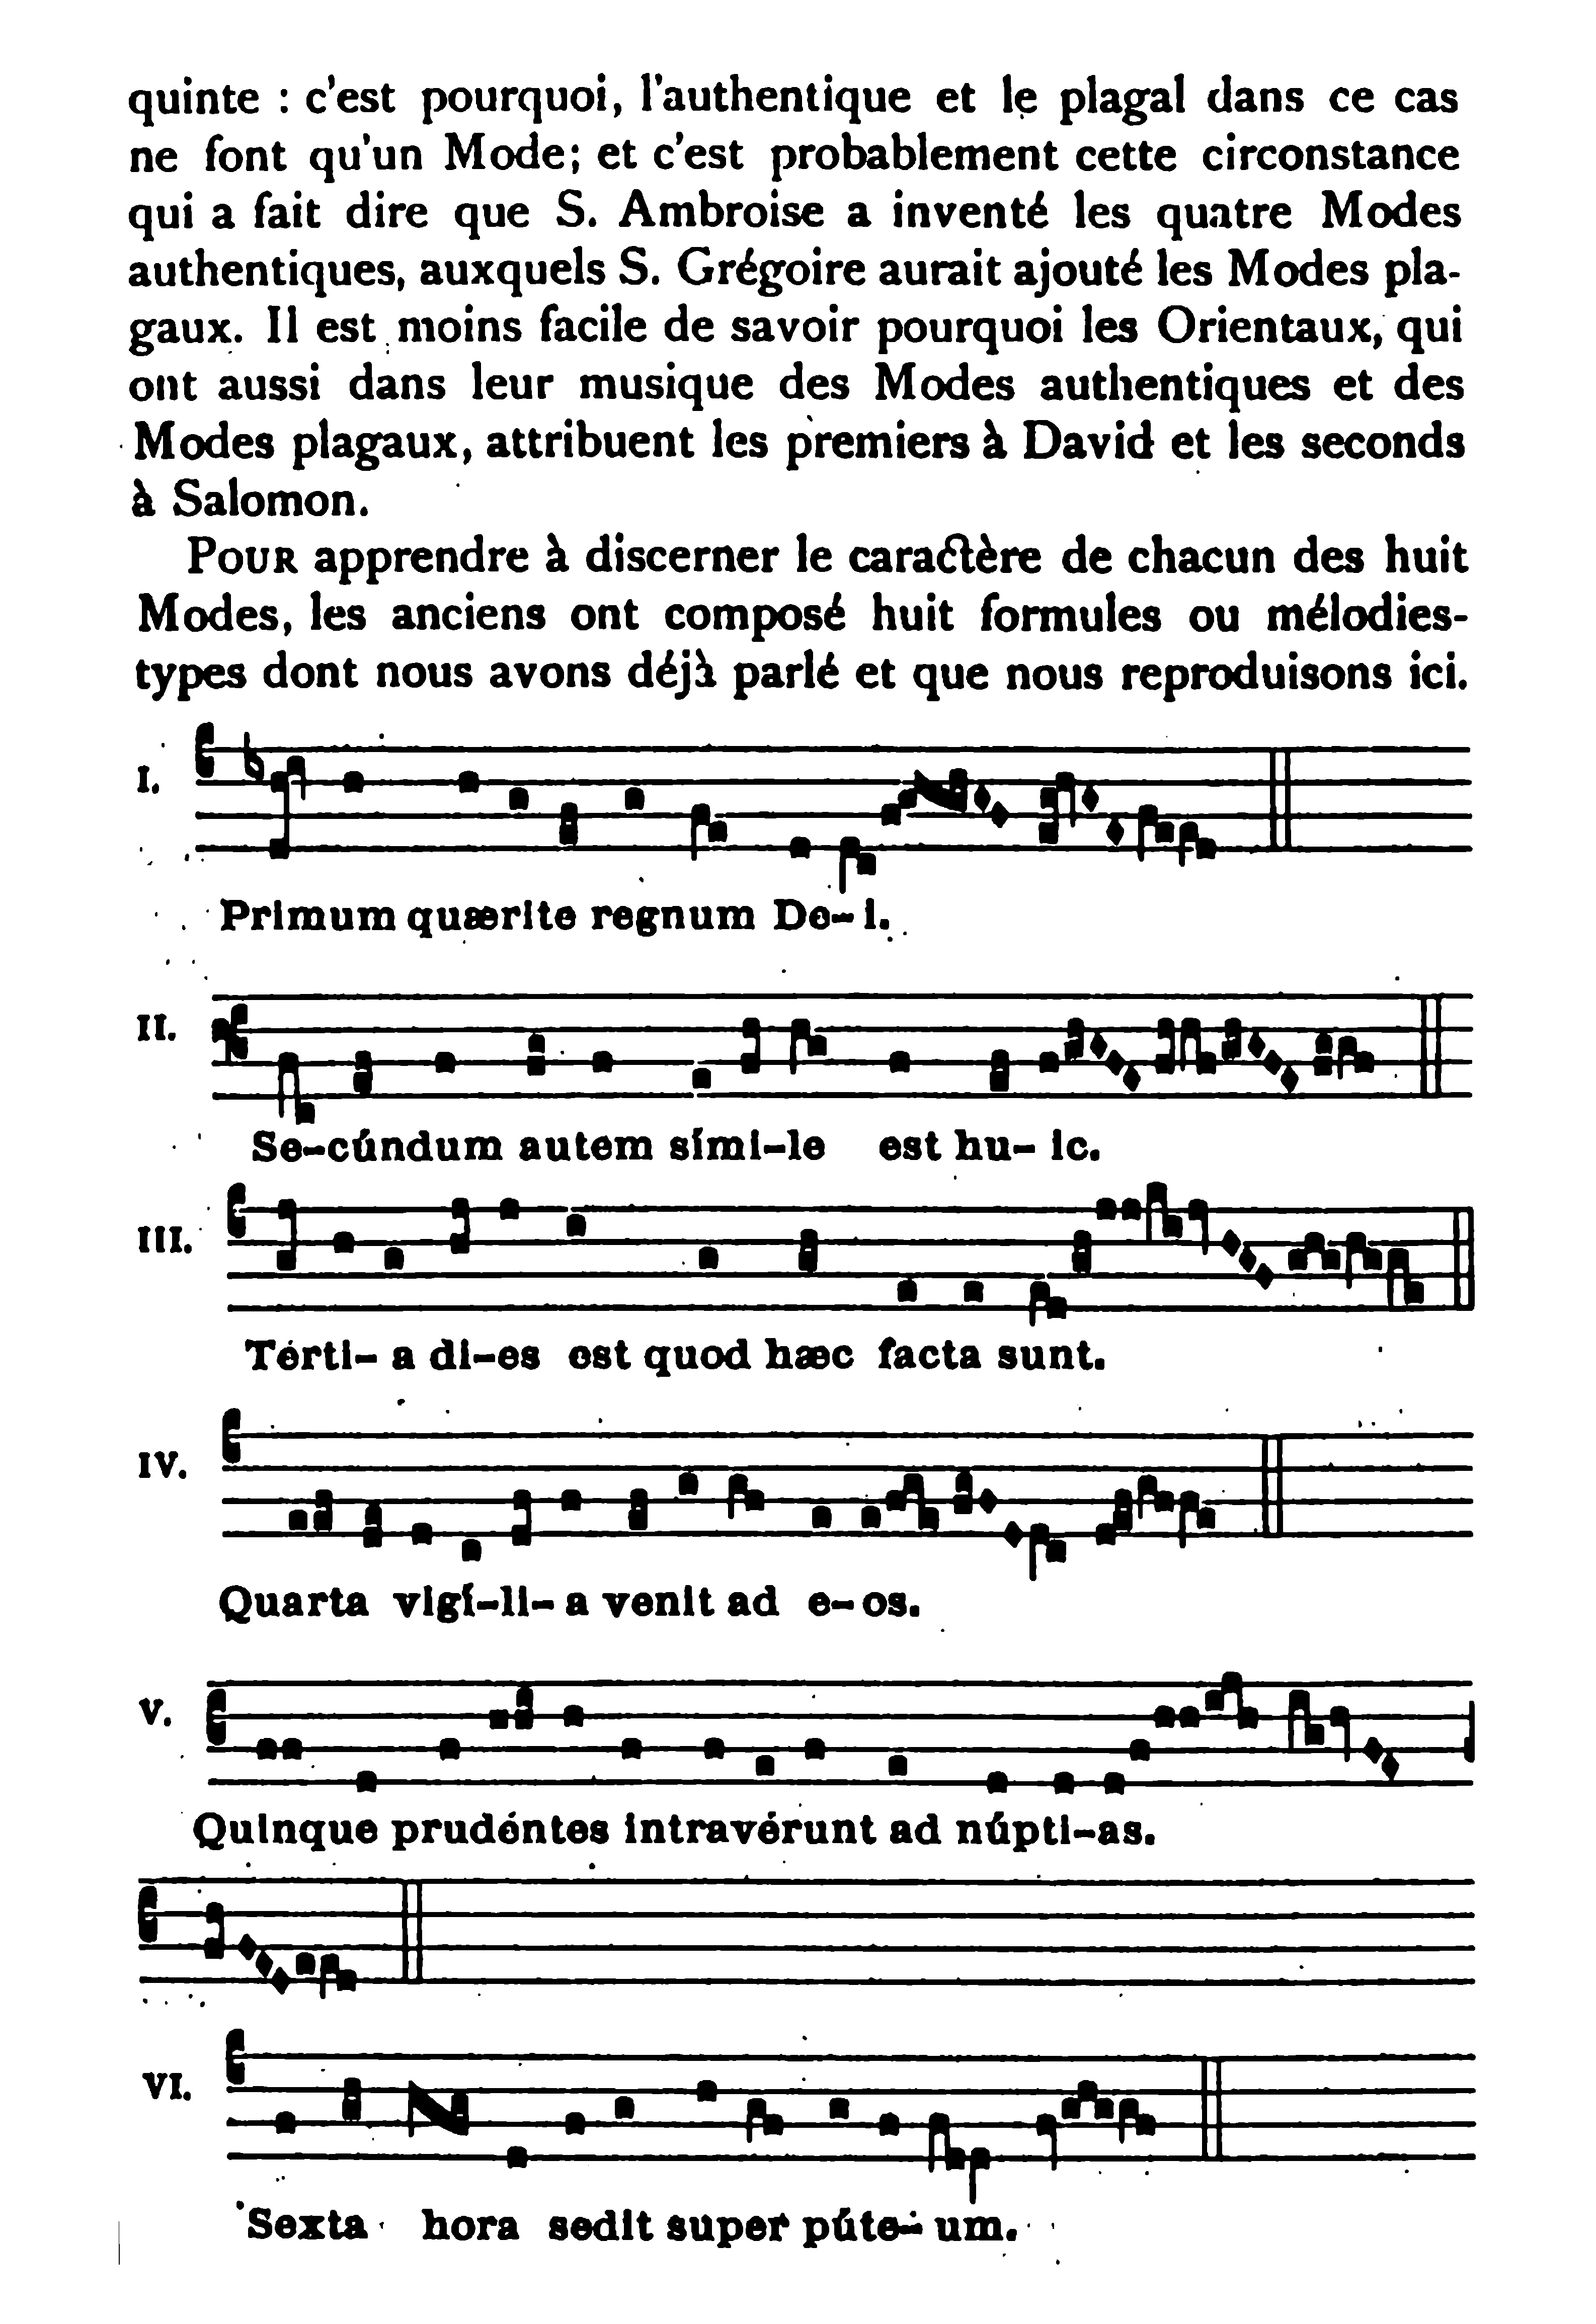 quinte : c'est pourquoi, l'authentique et le plagal dans ce cas
ne font qu'un Mode; et c'est probablement cette circonstance
qui a fait dire que S. Ambroise a inventé les quatre Modes
authentiques, auxquels S. Grégoire aurait ajouté les Modes pla-
gaux. Il est moins facile de savoir pourquoi les Orientaux, qui
ont aussi dans leur musique des Modes authentiques et des
Modes plagaux, attribuent les premiers à David et les seconds
à Salomon.
Pour apprendre à discerner le caractère de chacun des huit
Modes, les anciens ont composé huit formules ou mélodies-
types dont nous avons déjà parlé et que nous reproduisons ici.
I.
Primum quærite regnum De-i.
II.
Se-cúndum autem sími-le est hu-ic.
III.
Térti-a di-es est quod hæc facta sunt.
IV.
Quarta vigí-li-a venit ad e-os.
V.
Quinque prudéntes intravérunt ad núpti-as.
VI.
Sexta hora sedit super púte-um.